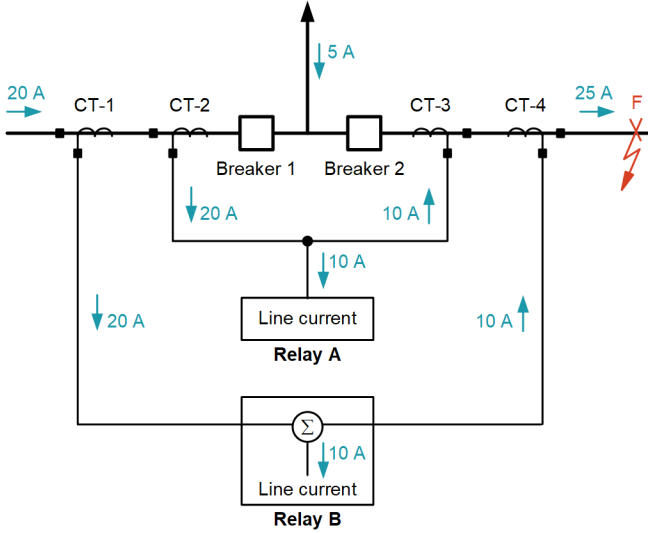 5 A
20 A
CT-1
CT-2
CT-3
CT-4
25 A
F
Breaker 1
Breaker 2
20 A
10 A
10 A
Line current
Relay A
20 A
10 A
Σ
10 A
Line current
Relay B